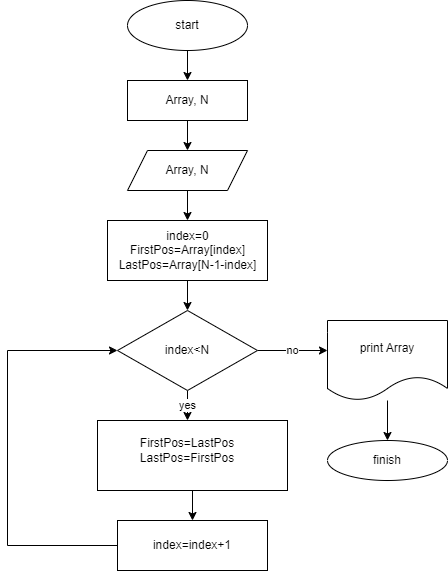 start
Array, N
Array, N
index=0
FirstPos=Array[index]
LastPos=Array[N-1-index]
index<N
no
print Array
yes
FirstPos=LastPos
LastPos=FirstPos
finish
index=index+1